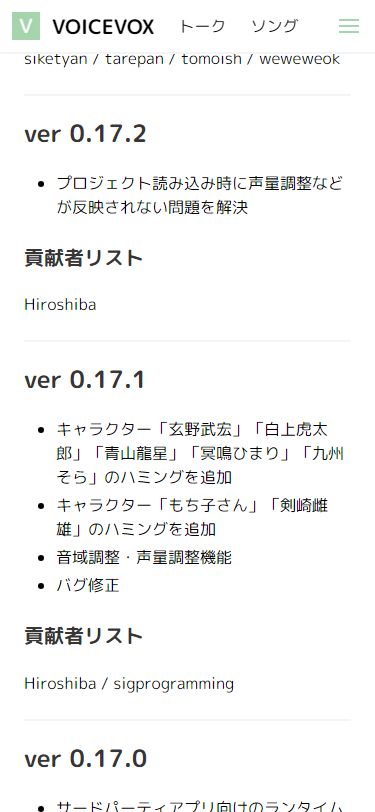 V VOICEVOX トーク ソング
siketyan / tarepan / tomoish / weweweok
ver 0.17.2
• プロジェクト読み込み時に声量調整など
が反映されない問題を解決
貢献者リスト
Hiroshiba
ver 0.17.1
• キャラクター「玄野武宏」「白上虎太
郎」「青山龍星」「冥鳴ひまり」「九州
そら」のハミングを追加
• キャラクター「もち子さん」「剣崎雌
雄」のハミングを追加
• 音域調整・声量調整機能
• バグ修正
貢献者リスト
Hiroshiba / sigprogramming
ver 0.17.0
• サードパーティアプリ向けのランタイム